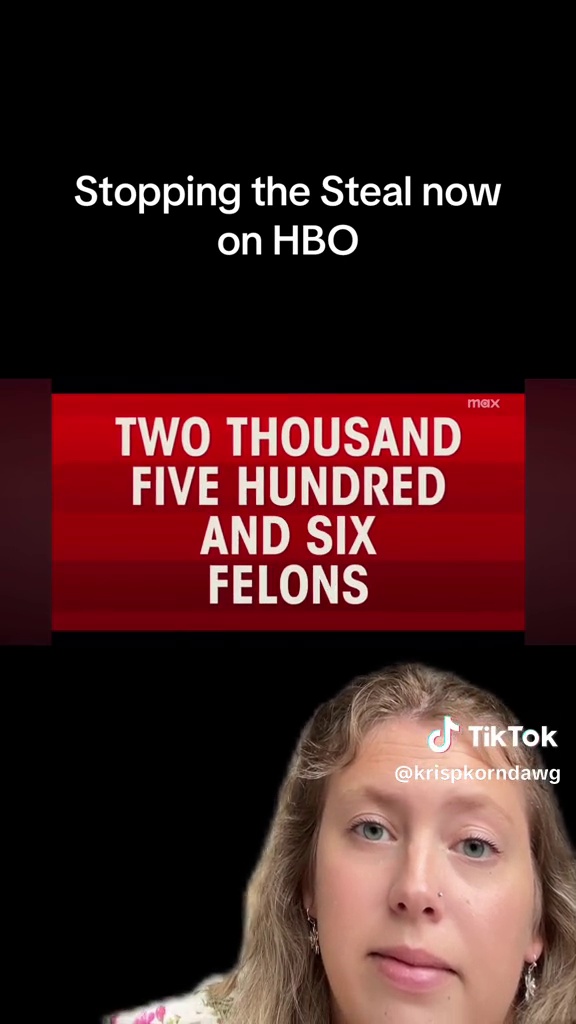 Stopping the Steal now
on HBO
max
TWO THOUSAND
FIVE HUNDRED
AND SIX
FELONS
TikTok
@krispkorndawg